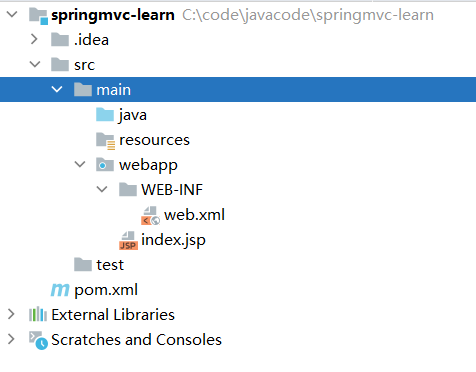 springmvc-learn C:\code\javacode\springmvc-learn
.idea
src
main
java
resources
webapp
WEB-INF
web.xml
JSP index.jsp
test
m pom.xml
External Libraries
Scratches and Consoles